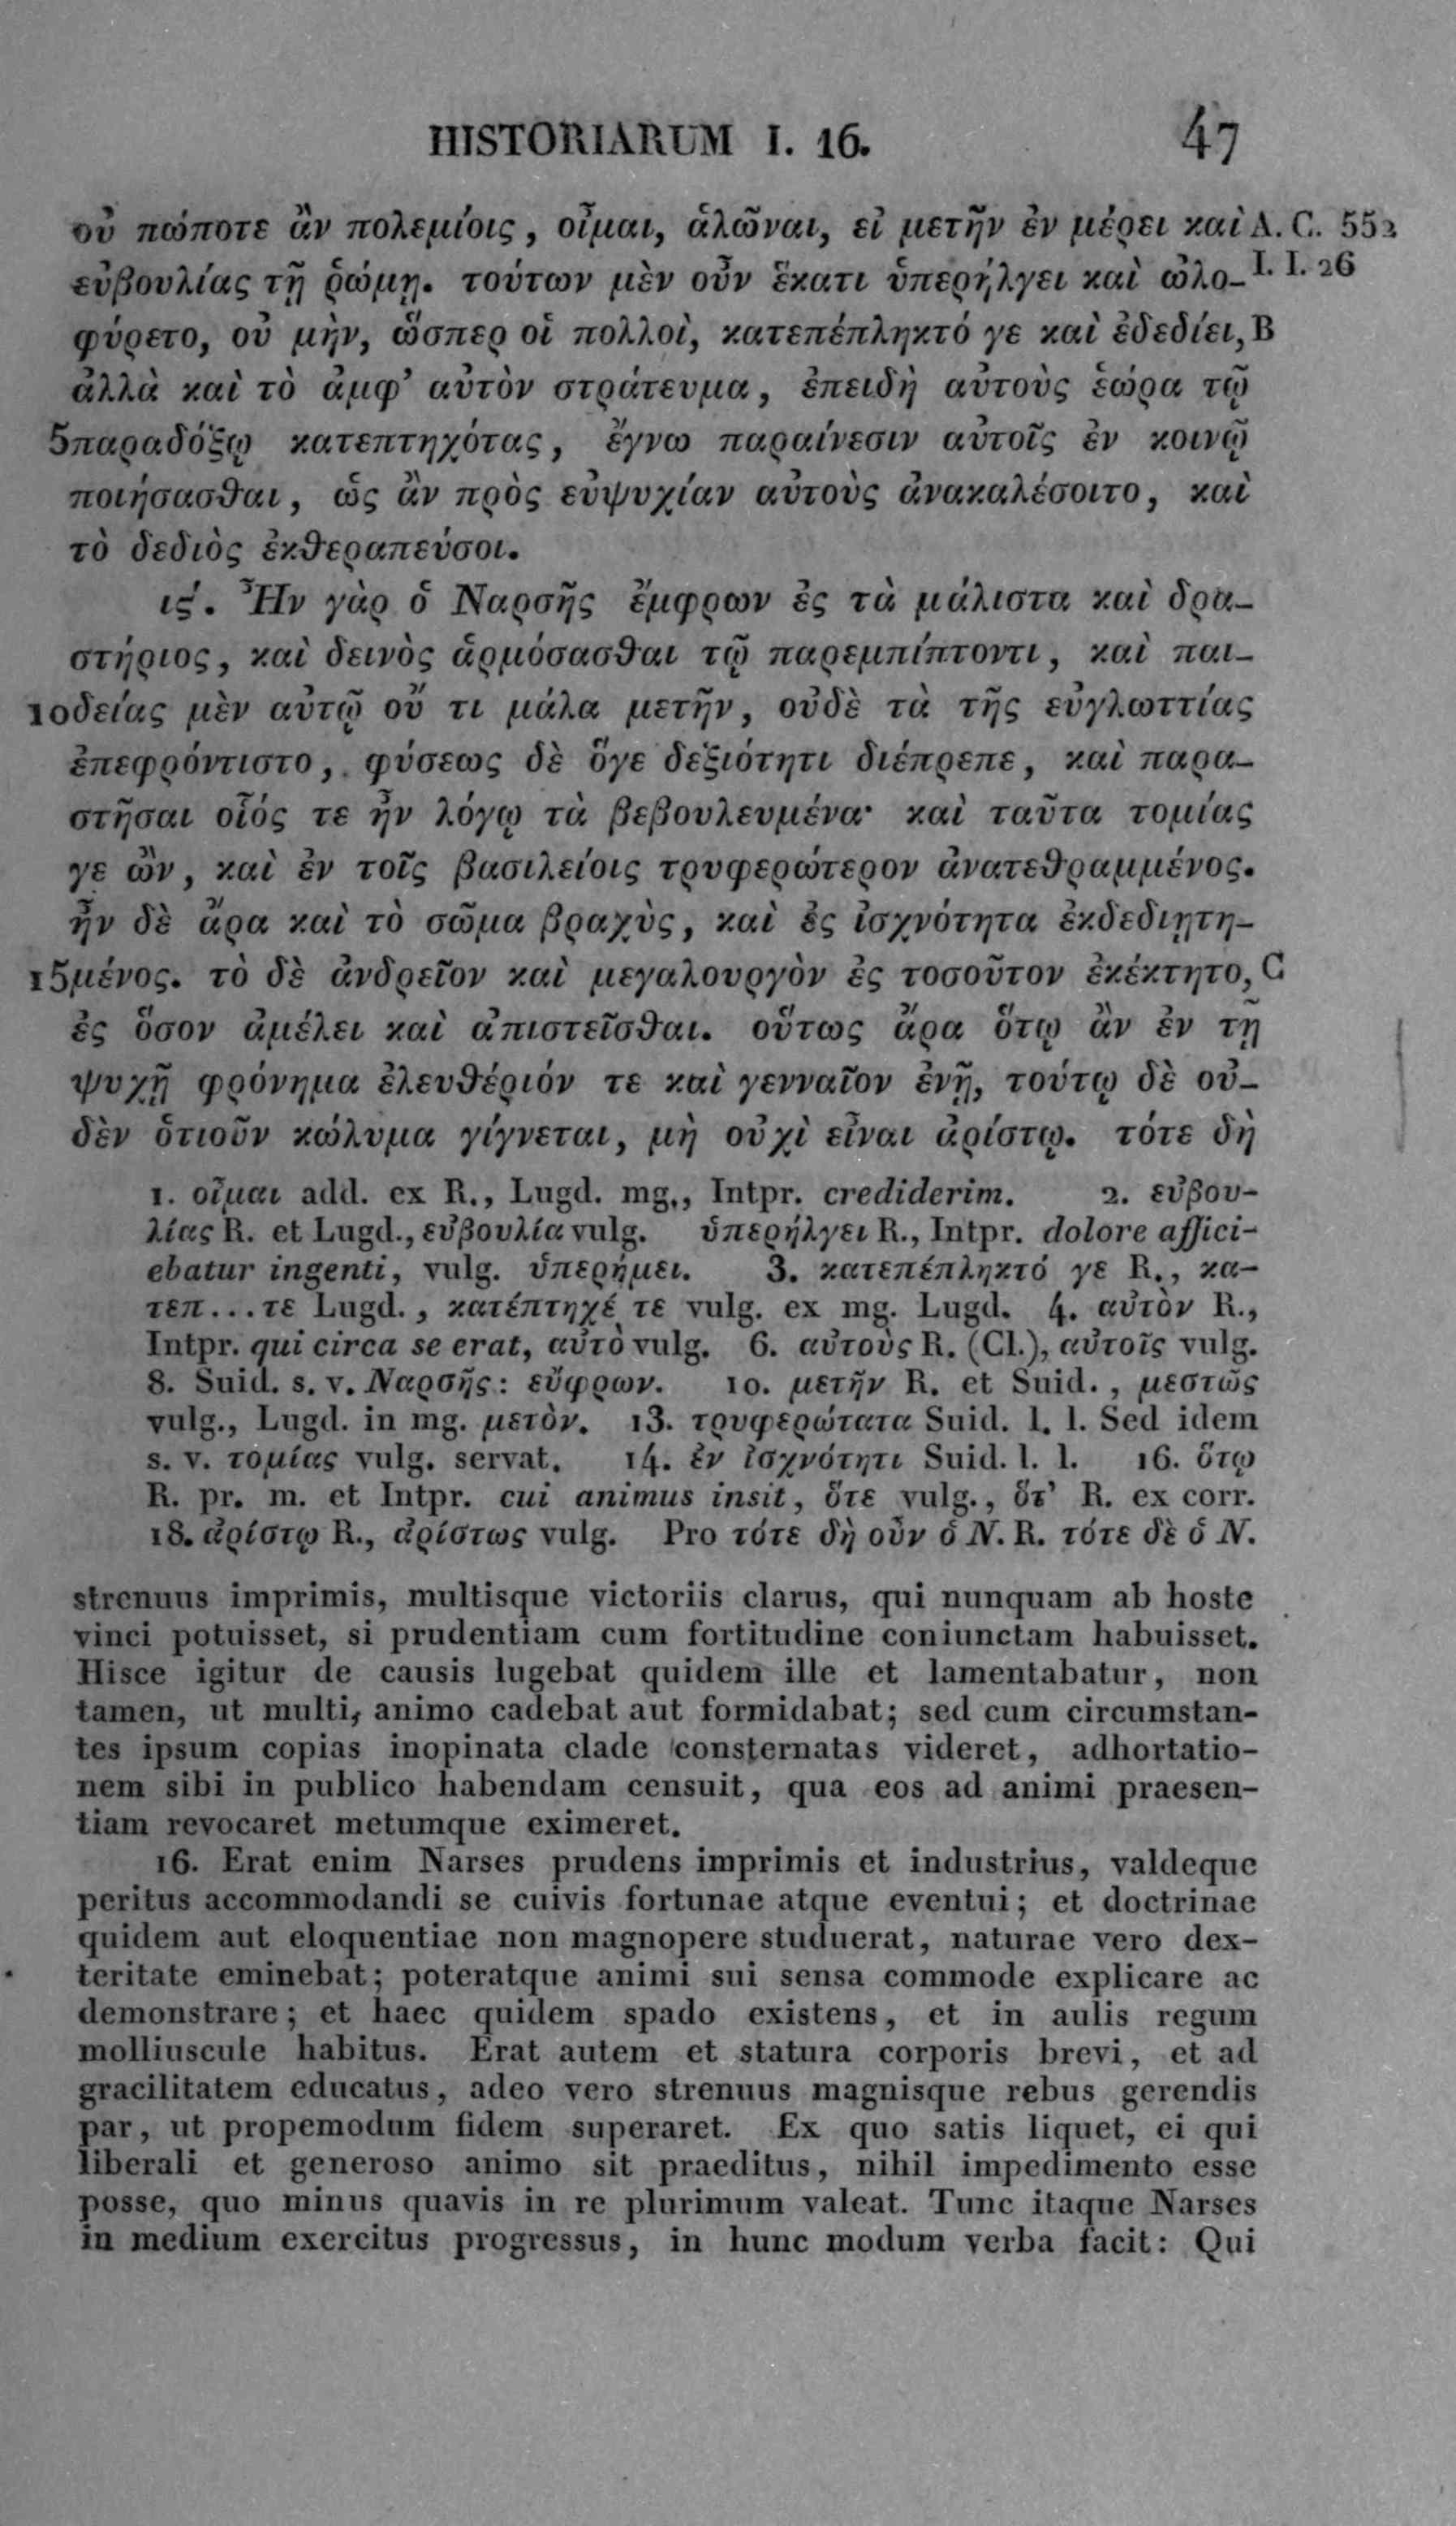 HISTORIARUM I. 16. 47
οὐ πώποτε ἂν πολεμίοις, οἶμαι, ἁλῶναι, εἰ μετῆν ἐν μέρει καὶ A. C. 552
εὐβουλίας τῇ ῥώμῃ. τούτων μὲν οὖν ἕκατι ὑπερήλγει καὶ ὠλο- I. I. 26
φύρετο, οὐ μὴν, ὥσπερ οἱ πολλοὶ, κατεπέπληκτό γε καὶ ἐδεδίει, B
ἀλλὰ καὶ τὸ ἀμφ' αὐτὸν στράτευμα, ἐπειδὴ αὐτοὺς ἑώρα τῷ
5 παραδόξῳ κατεπτηχότας, ἔγνω παραίνεσιν αὐτοῖς ἐν κοινῷ
ποιήσασθαι, ὡς ἂν πρὸς εὐψυχίαν αὐτοὺς ἀνακαλέσοιτο, καὶ
τὸ δεδιὸς ἐκθεραπεύσοι.
ιϛ'. Ἦν γὰρ ὁ Ναρσῆς ἔμφρων ἐς τὰ μάλιστα καὶ δρα-
στήριος, καὶ δεινὸς ἁρμόσασθαι τῷ παρεμπίπτοντι, καὶ παι-
10 δείας μὲν αὐτῷ οὔ τι μάλα μετῆν, οὐδὲ τὰ τῆς εὐγλωττίας
ἐπεφρόντιστο, φύσεως δὲ ὅγε δεξιότητι διέπρεπε, καὶ παρα-
στῆσαι οἷός τε ἦν λόγῳ τὰ βεβουλευμένα· καὶ ταῦτα τομίας
γε ὢν, καὶ ἐν τοῖς βασιλείοις τρυφερώτερον ἀνατεθραμμένος.
ἦν δὲ ἄρα καὶ τὸ σῶμα βραχὺς, καὶ ἐς ἰσχνότητα ἐκδεδιῃτη-
15 μένος. τὸ δὲ ἀνδρεῖον καὶ μεγαλουργὸν ἐς τοσοῦτον ἐκέκτητο, C
ἐς ὅσον ἀμέλει καὶ ἀπιστεῖσθαι. οὕτως ἄρα ὅτῳ ἂν ἐν τῇ
ψυχῇ φρόνημα ἐλευθέριόν τε καὶ γενναῖον ἐνῇ, τούτῳ δὲ οὐ-
δὲν ὁτιοῦν κώλυμα γίγνεται, μὴ οὐχὶ εἶναι ἀρίστῳ. τότε δὴ
1. οἶμαι add. ex R., Lugd. mg., Intpr. crediderim. 2. εὐβου-
λίας R. et Lugd., εὐβουλία vulg. ὑπερήλγει R., Intpr. dolore affici-
ebatur ingenti, vulg. ὑπερήμει. 3. κατεπέπληκτό γε R., κα-
τεπ...τε Lugd., κατέπτηχέ τε vulg. ex mg. Lugd. 4. αὐτὸν R.,
Intpr. qui circa se erat, αὐτὸ vulg. 6. αὐτοὺς R. (Cl.), αὐτοῖς vulg.
8. Suid. s. v. Ναρσῆς: εὔφρων. 10. μετῆν R. et Suid., μεστῶς
vulg., Lugd. in mg. μετὸν. 13. τρυφερώτατα Suid. l. l. Sed idem
s. v. τομίας vulg. servat. 14. ἐν ἰσχνότητι Suid. l. l. 16. ὅτῳ
R. pr. m. et Intpr. cui animus insit, ὅτε vulg., ὅτ' R. ex corr.
18. ἀρίστῳ R., ἀρίστως vulg. Pro τότε δὴ οὖν ὁ Ν. R. τότε δὲ ὁ Ν.
strenuus imprimis, multisque victoriis clarus, qui nunquam ab hoste
vinci potuisset, si prudentiam cum fortitudine coniunctam habuisset.
Hisce igitur de causis lugebat quidem ille et lamentabatur, non
tamen, ut multi, animo cadebat aut formidabat; sed cum circumstan-
tes ipsum copias inopinata clade consternatas videret, adhortatio-
nem sibi in publico habendam censuit, qua eos ad animi praesen-
tiam revocaret metumque eximeret.
16. Erat enim Narses prudens imprimis et industrius, valdeque
peritus accommodandi se cuivis fortunae atque eventui; et doctrinae
quidem aut eloquentiae non magnopere studuerat, naturae vero dex-
teritate eminebat; poteratque animi sui sensa commode explicare ac
demonstrare; et haec quidem spado existens, et in aulis regum
molliuscule habitus. Erat autem et statura corporis brevi, et ad
gracilitatem educatus, adeo vero strenuus magnisque rebus gerendis
par, ut propemodum fidem superaret. Ex quo satis liquet, ei qui
liberali et generoso animo sit praeditus, nihil impedimento esse
posse, quo minus quavis in re plurimum valeat. Tunc itaque Narses
in medium exercitus progressus, in hunc modum verba facit: Qui